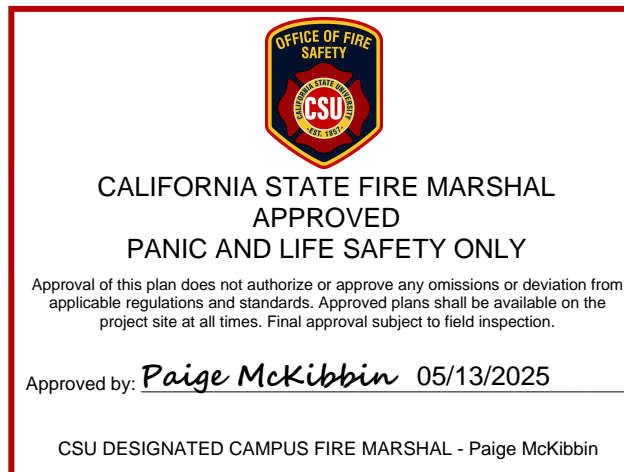 OFFICE OF FIRE
SAFETY
CALIFORNIA STATE UNIVERSITY
CSU
-EST. 1857-
CALIFORNIA STATE FIRE MARSHAL
APPROVED
PANIC AND LIFE SAFETY ONLY
Approval of this plan does not authorize or approve any omissions or deviation from
applicable regulations and standards. Approved plans shall be available on the
project site at all times. Final approval subject to field inspection.
Approved by: Paige McKibbin 05/13/2025
CSU DESIGNATED CAMPUS FIRE MARSHAL - Paige McKibbin